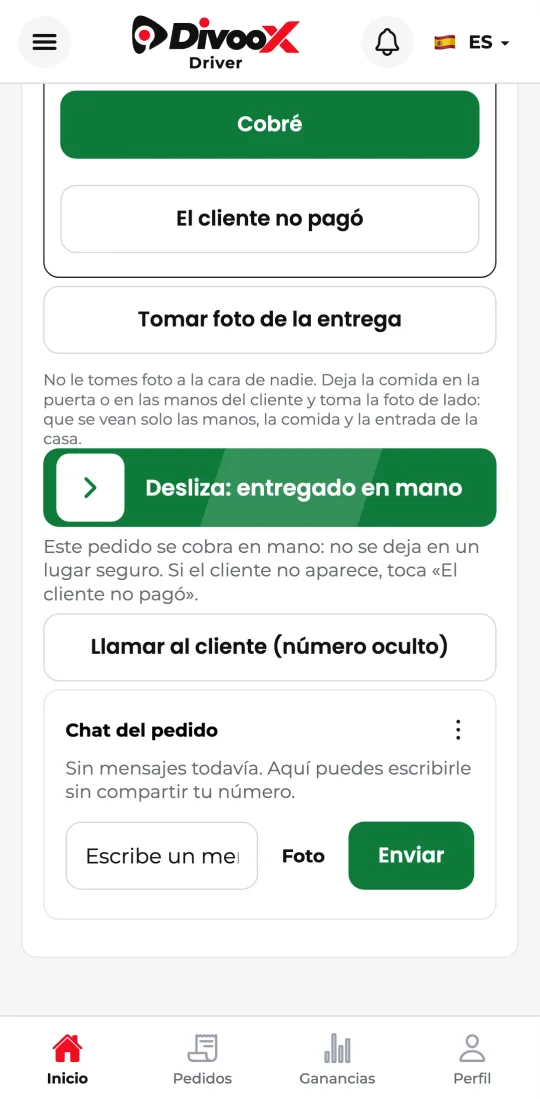 DivooX
Driver
ES
Cobré
El cliente no pagó
Tomar foto de la entrega
No le tomes foto a la cara de nadie. Deja la comida en la
puerta o en las manos del cliente y toma la foto de lado:
que se vean solo las manos, la comida y la entrada de la
casa.
Desliza: entregado en mano
Este pedido se cobra en mano: no se deja en un
lugar seguro. Si el cliente no aparece, toca «El
cliente no pagó».
Llamar al cliente (número oculto)
Chat del pedido
Sin mensajes todavía. Aquí puedes escribirle
sin compartir tu número.
Escribe un me
Foto
Enviar
Inicio
Pedidos
Ganancias
Perfil